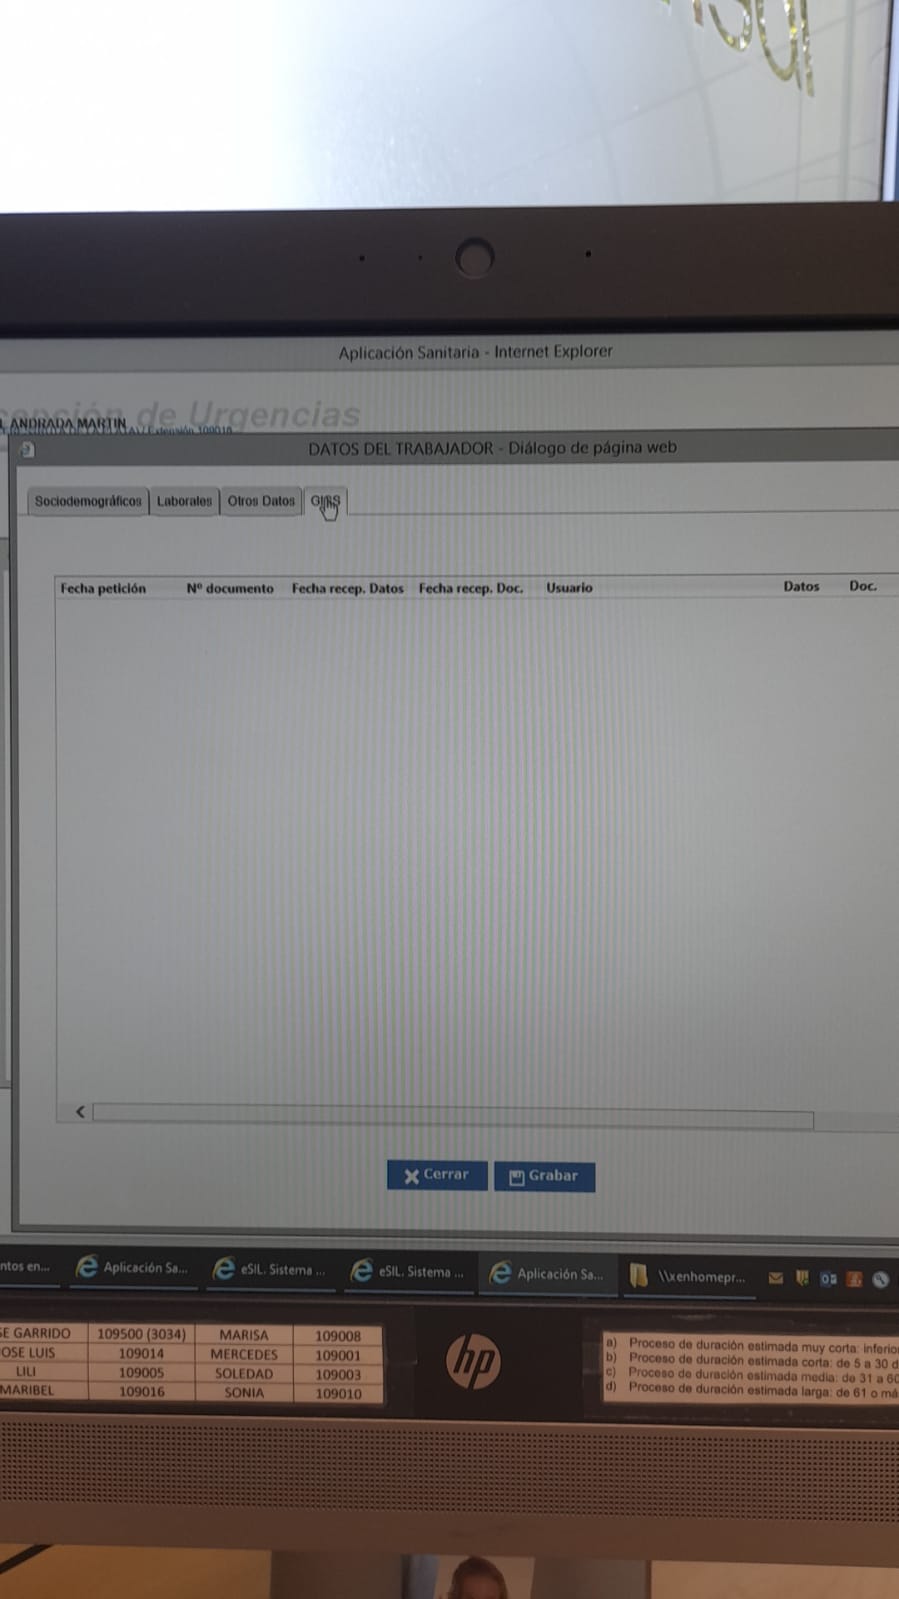 Aplicación Sanitaria - Internet Explorer
de Urgencias
ANDRADA MARTIN
DATOS DEL TRABAJADOR - Diálogo de página web
Sociodemográficos Laborales Otros Datos
Fecha petición Nº documento Fecha recep. Datos Fecha recep. Doc. Usuario Datos Doc.
Cerrar Grabar
ntos en... Aplicación Sa... eSIL. Sistema ... eSIL. Sistema ... Aplicación Sa... \\xenhomepr...
SE GARRIDO 109500 (3034) MARISA 109008
OSE LUIS 109014 MERCEDES 109001
LILI 109005 SOLEDAD 109003
MARIBEL 109016 SONIA 109010
hp
a) Proceso de duración estimada muy corta: inferio
b) Proceso de duración estimada corta: de 5 a 30 d
c) Proceso de duración estimada media: de 31 a 60
d) Proceso de duración estimada larga: de 61 o má